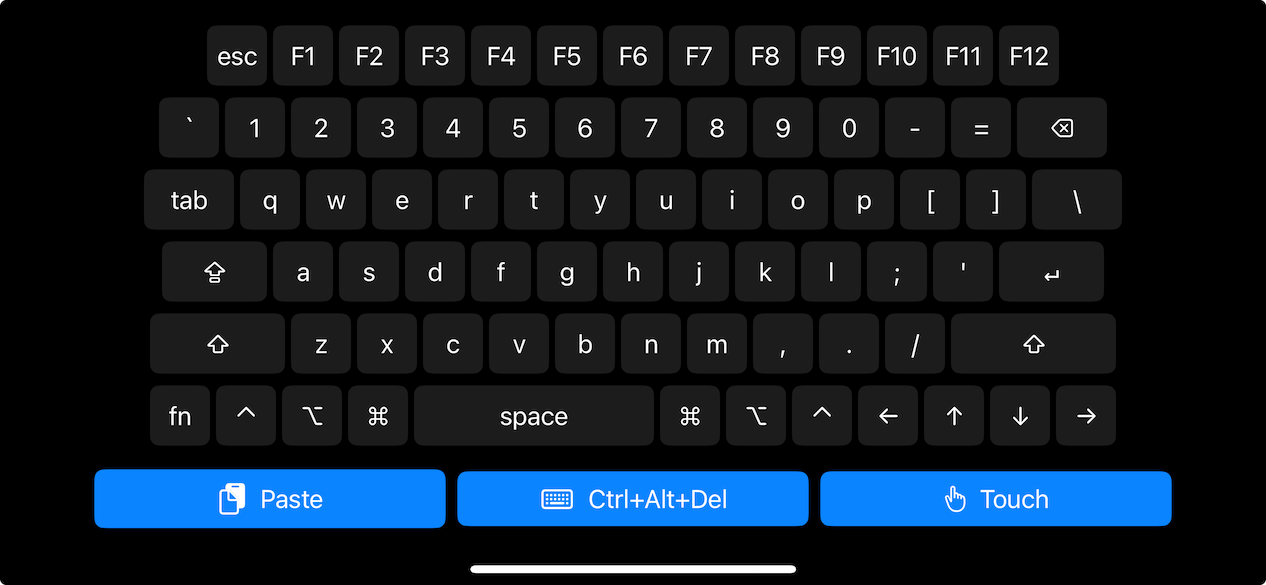 esc F1 F2 F3 F4 F5 F6 F7 F8 F9 F10 F11 F12
` 1 2 3 4 5 6 7 8 9 0 - = ⌫
tab q w e r t y u i o p [ ] \
⇪ a s d f g h j k l ; ' ↵
⇧ z x c v b n m , . / ⇧
fn ^ ⌥ ⌘ space ⌘ ⌥ ^ ← ↑ ↓ →
Paste Ctrl+Alt+Del Touch